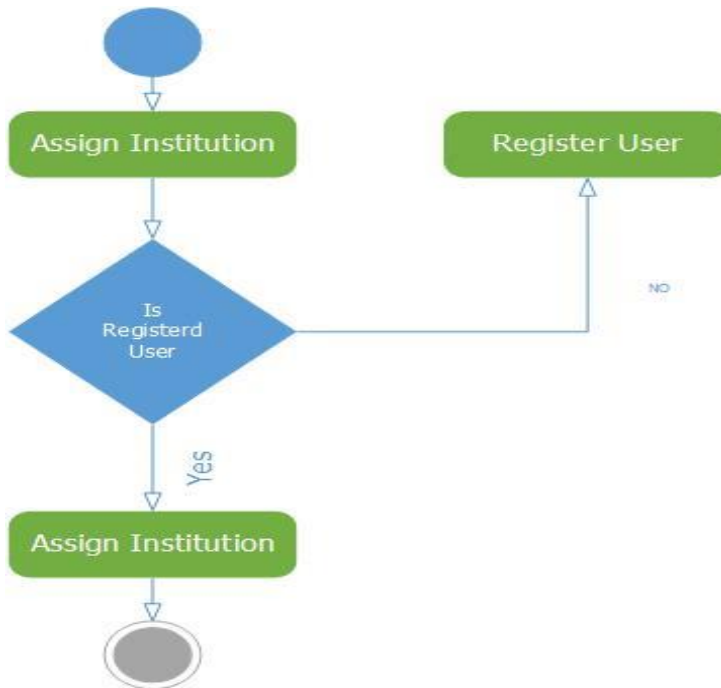 Assign Institution
Register User
Is
Registerd
User
NO
Yes
Assign Institution